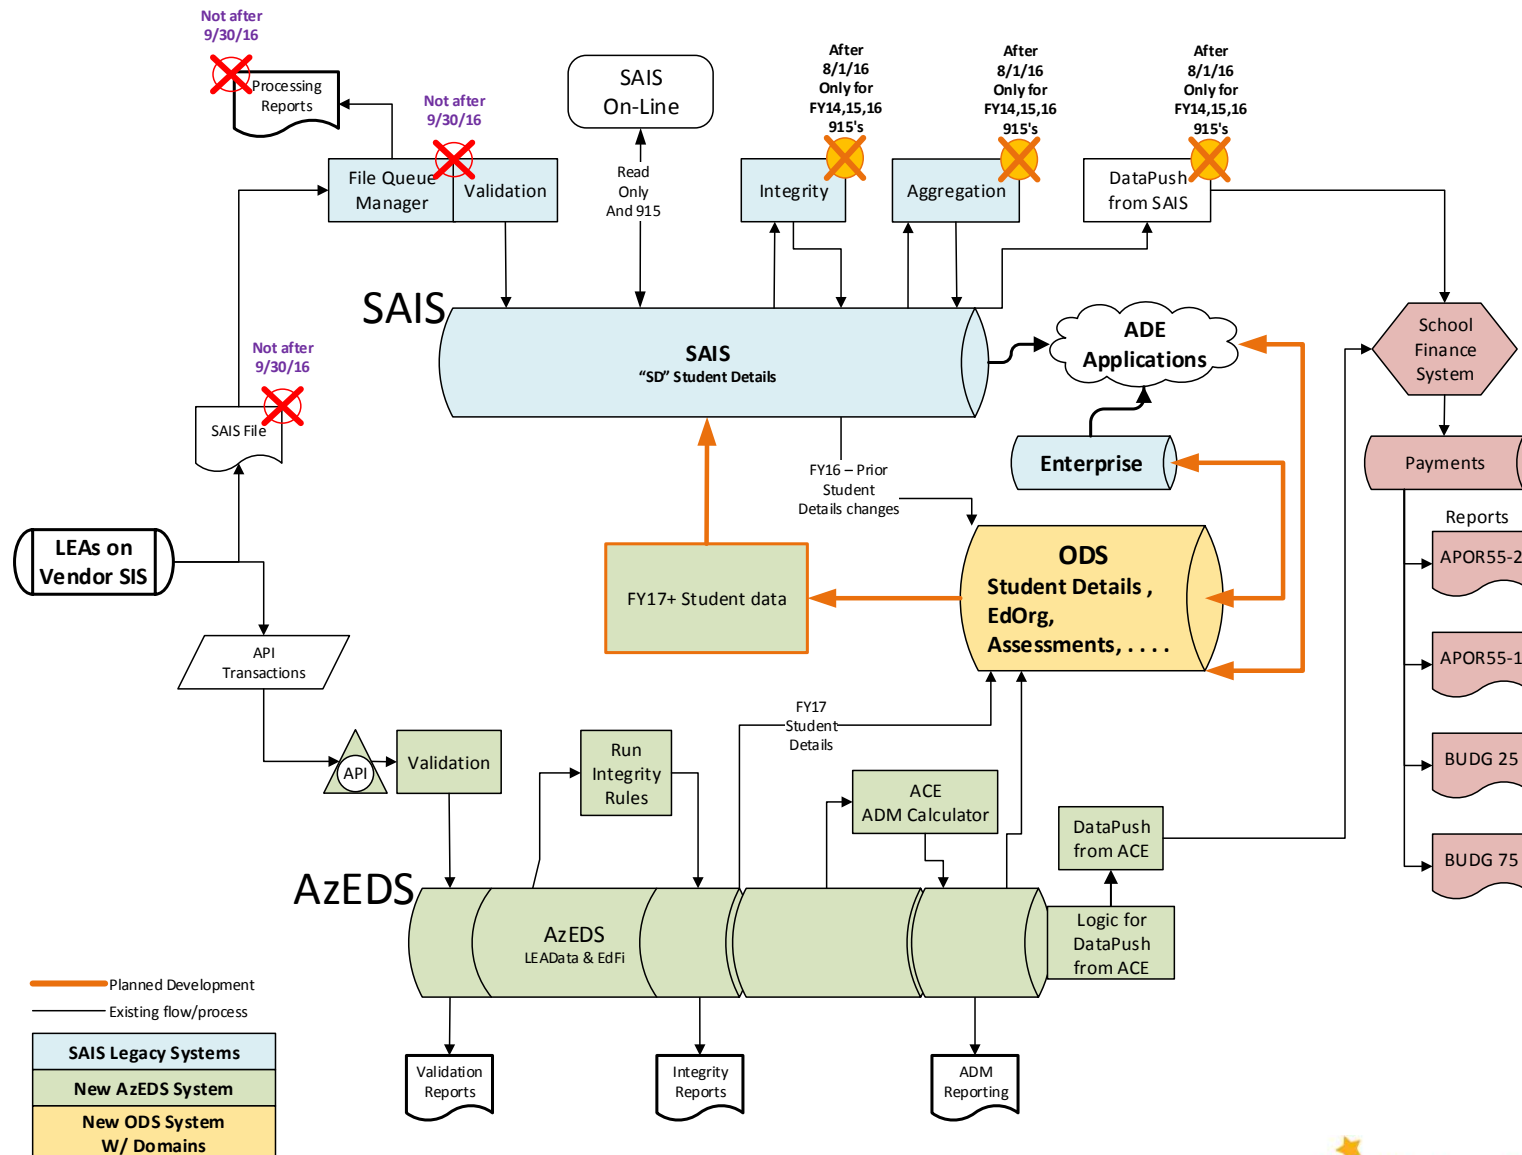 Not after
9/30/16
Processing
Reports
Not after
9/30/16
File Queue
Manager
Validation
SAIS
On-Line
Read
Only
And 915
After
8/1/16
Only for
FY14,15,16
915's
Integrity
After
8/1/16
Only for
FY14,15,16
915's
Aggregation
After
8/1/16
Only for
FY14,15,16
915's
DataPush
from SAIS
SAIS
SAIS
“SD” Student Details
ADE
Applications
School
Finance
System
Not after
9/30/16
SAIS File
Enterprise
Payments
FY16 – Prior
Student
Details changes
Reports
APOR55-2
APOR55-1
BUDG 25
BUDG 75
LEAs on
Vendor SIS
FY17+ Student data
ODS
Student Details ,
EdOrg,
Assessments, . . . .
API
Transactions
FY17
Student
Details
API
Validation
Run
Integrity
Rules
ACE
ADM Calculator
DataPush
from ACE
AzEDS
AzEDS
LEAData & EdFi
Logic for
DataPush
from ACE
Validation
Reports
Integrity
Reports
ADM
Reporting
Planned Development
Existing flow/process
SAIS Legacy Systems
New AzEDS System
New ODS System
W/ Domains